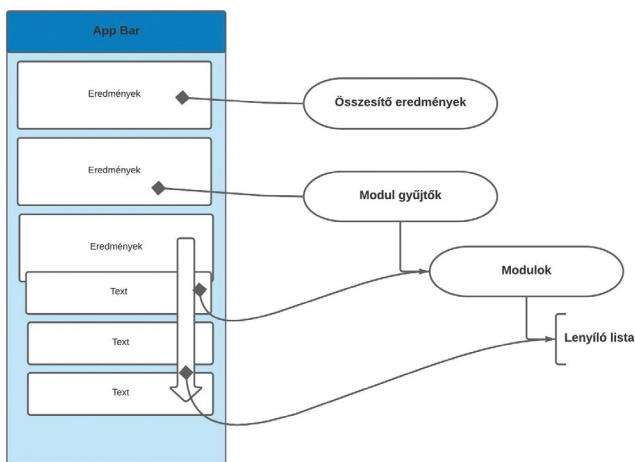 App Bar
Eredmények
Összesítő eredmények
Eredmények
Modul gyűjtők
Eredmények
Modulok
Text
Text
Lenyíló lista
Text